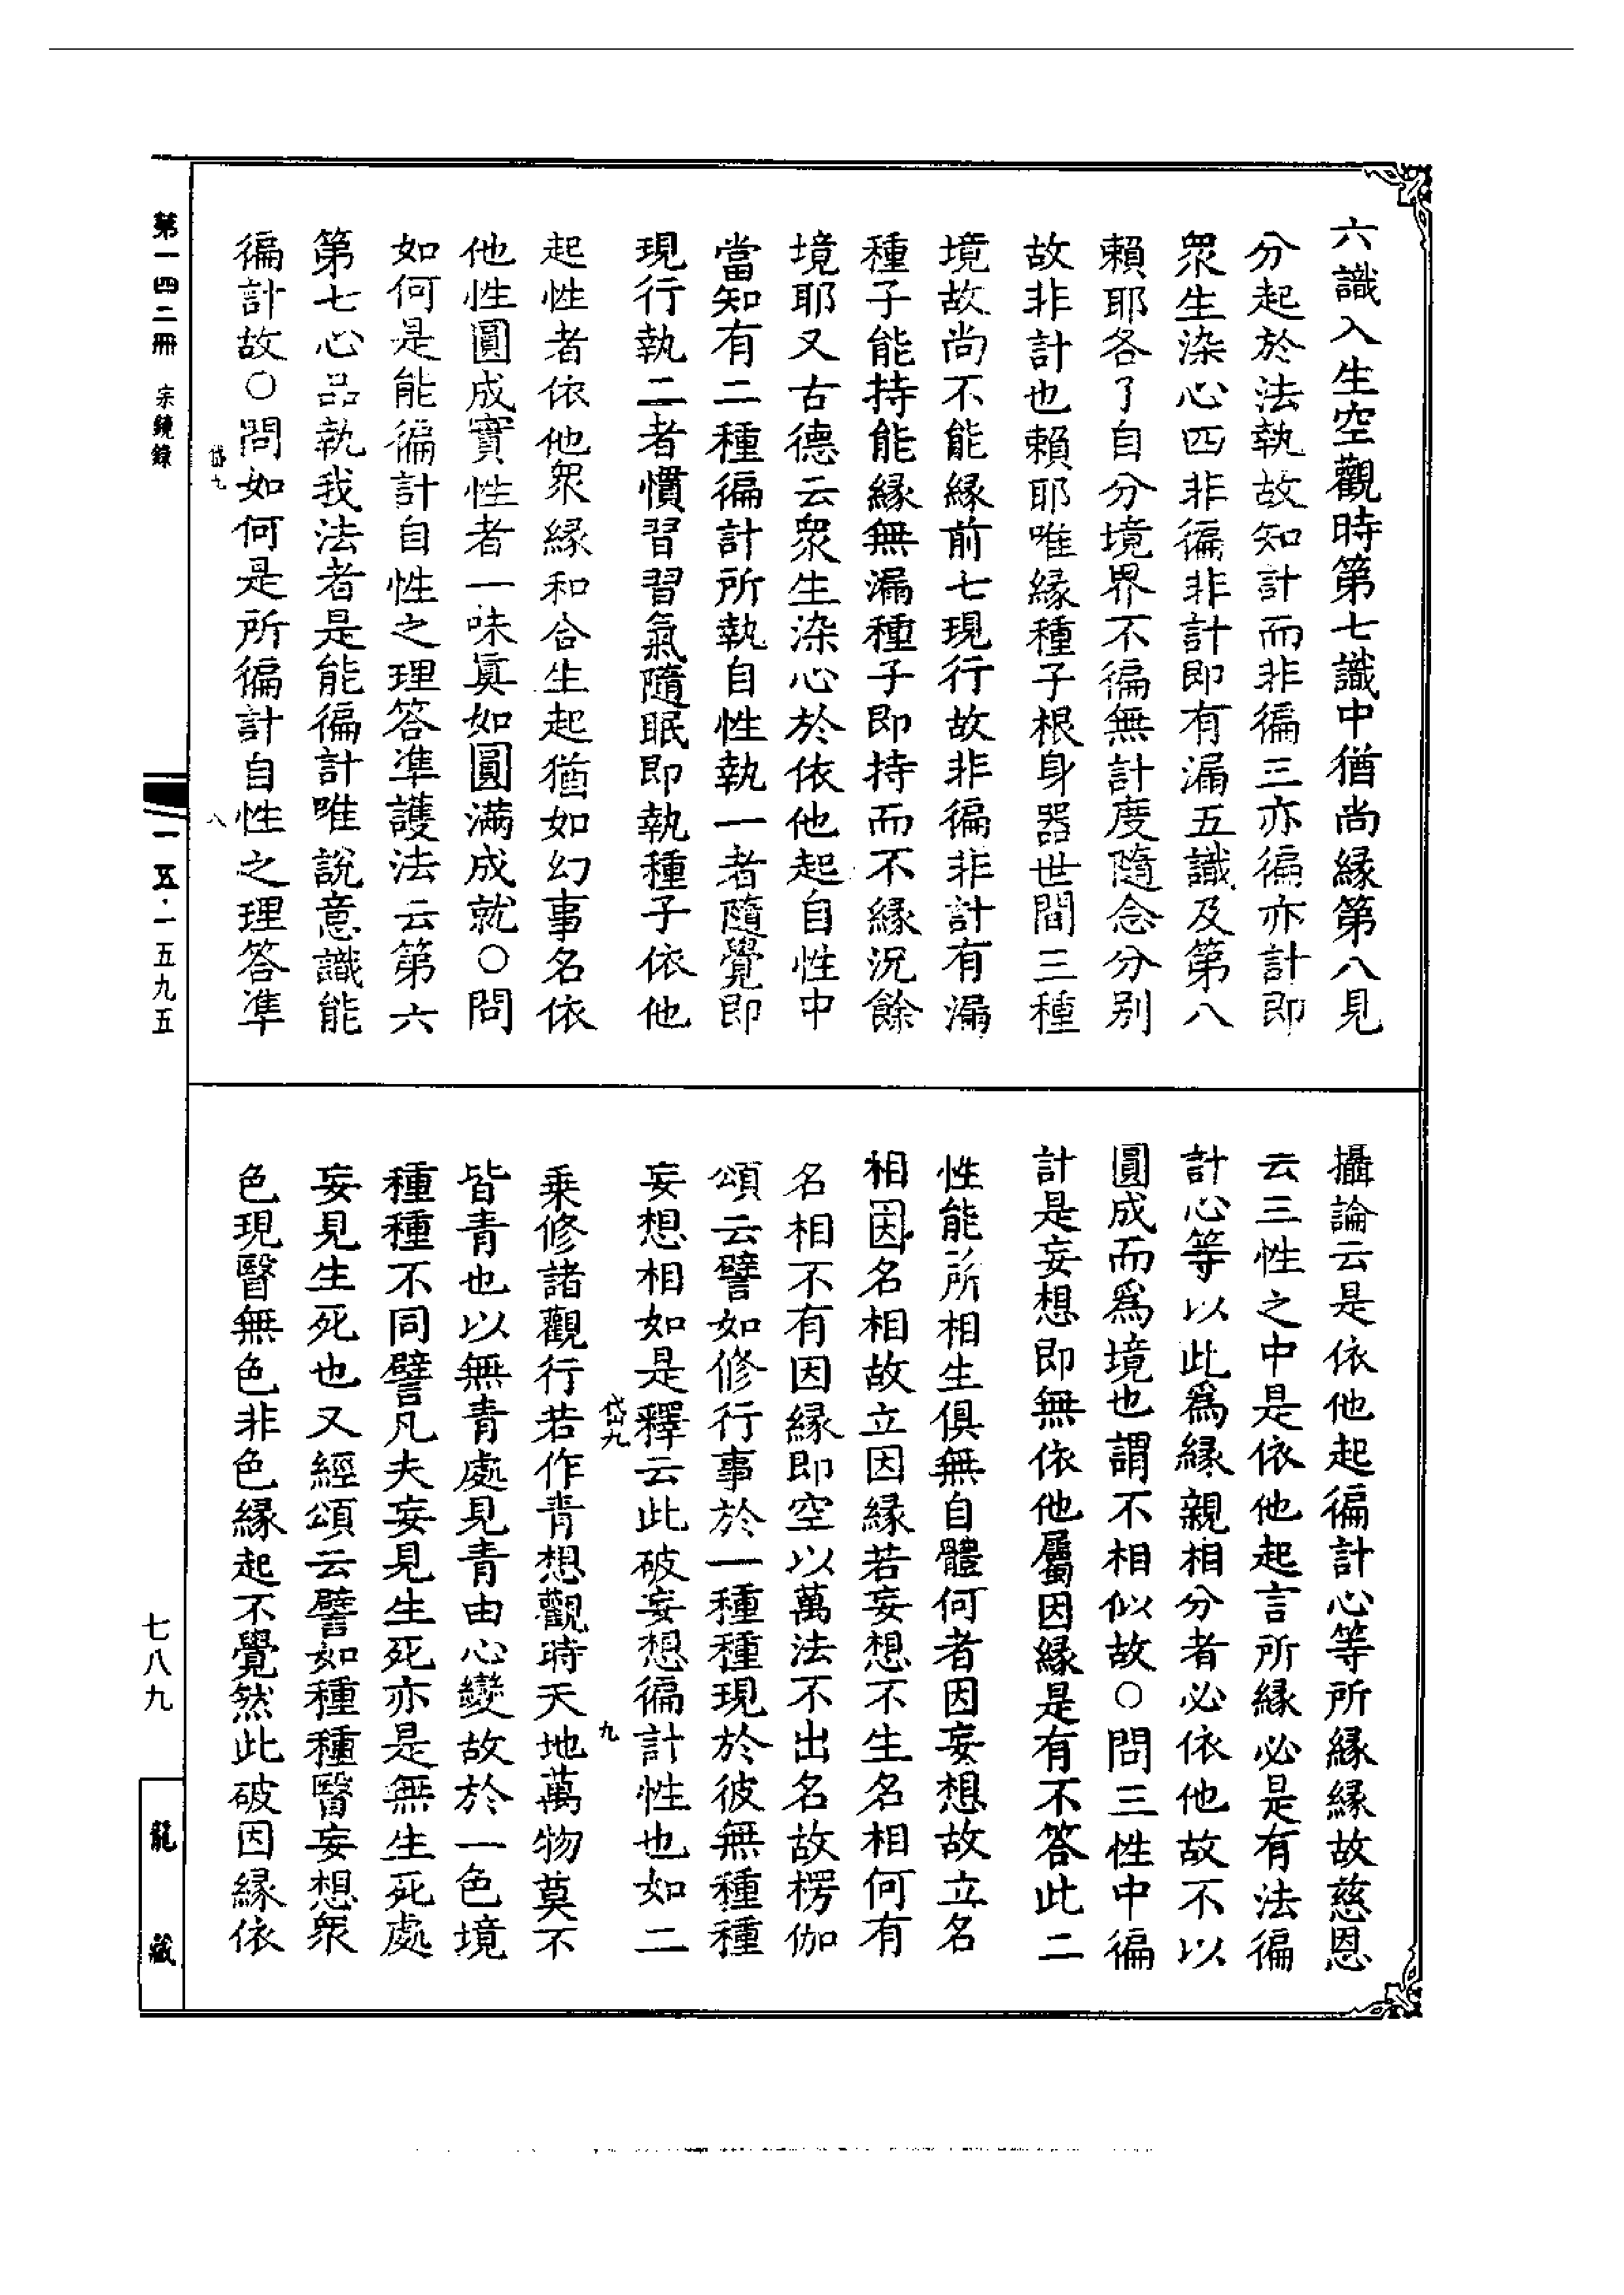 六識入生空觀時第七識中猶尚緣第八見
分起於法執故知計而非徧三亦徧亦計即
眾生染心四非徧非計即有漏五識及第八
賴耶各了自分境界不徧無計度隨念分别
故非計也賴耶唯緣種子根身器世間三種
境故尚不能緣前七現行故非徧非計有漏
種子能持能緣無漏種子即持而不緣況餘
境耶又古德云眾生染心於依他起自性中
當知有二種徧計所執自性執一者隨覺即
現行執二者慣習習氣隨眠即執種子依他
起性者依他眾緣和合生起猶如幻事名依
他性圓成實性者一味眞如圓滿成就○問
如何是能徧計自性之理答準護法云第六
第七心品執我法者是能徧計唯說意識能
徧計故○問如何是所徧計自性之理答準
岱九
八
攝論云是依他起徧計心等所緣緣故慈恩
云三性之中是依他起言所緣必是有法徧
計心等以此爲緣親相分者必依他故不以
圓成而爲境也謂不相似故○問三性中徧
計是妄想即無依他屬因緣是有不答此二
性能所相生俱無自體何者因妄想故立名
相因名相故立因緣若妄想不生名相何有
名相不有因緣即空以萬法不出名故楞伽
頌云譬如修行事於一種種現於彼無種種
妄想相如是釋云此破妄想徧計性也如二
岱九
九
乗修諸觀行若作青想觀時天地萬物莫不
皆青也以無青處見青由心變故於一色境
種種不同譬凡夫妄見生死亦是無生死處
妄見生死也又經頌云譬如種種瞖妄想眾
色現瞖無色非色緣起不覺然此破因緣依
第一四二冊 宗鏡錄
一五·一五九五
七八九
龍藏